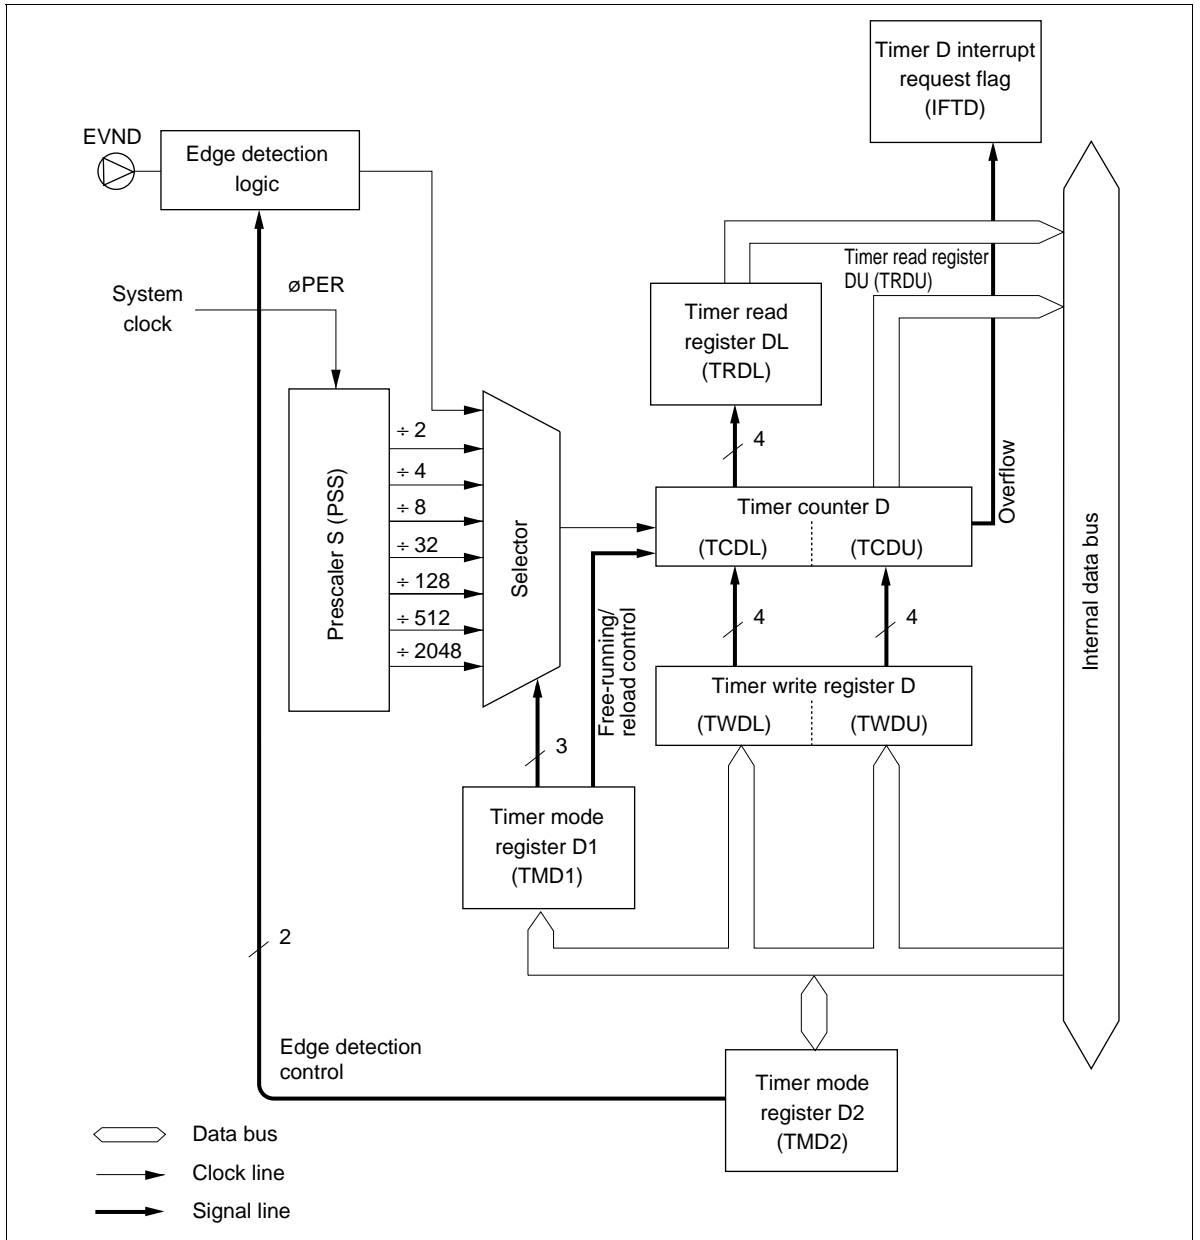 Timer D interrupt
request flag
(IFTD)
EVND
Edge detection
logic
øPER
System
clock
Timer read register
DU (TRDU)
Timer read
register DL
(TRDL)
Prescaler S (PSS)
÷ 2
÷ 4
÷ 8
÷ 32
÷ 128
÷ 512
÷ 2048
Selector
4
Timer counter D
(TCDL)
(TCDU)
Overflow
Internal data bus
Free-running/
reload control
4
4
Timer write register D
(TWDL)
(TWDU)
3
Timer mode
register D1
(TMD1)
2
Edge detection
control
Timer mode
register D2
(TMD2)
Data bus
Clock line
Signal line